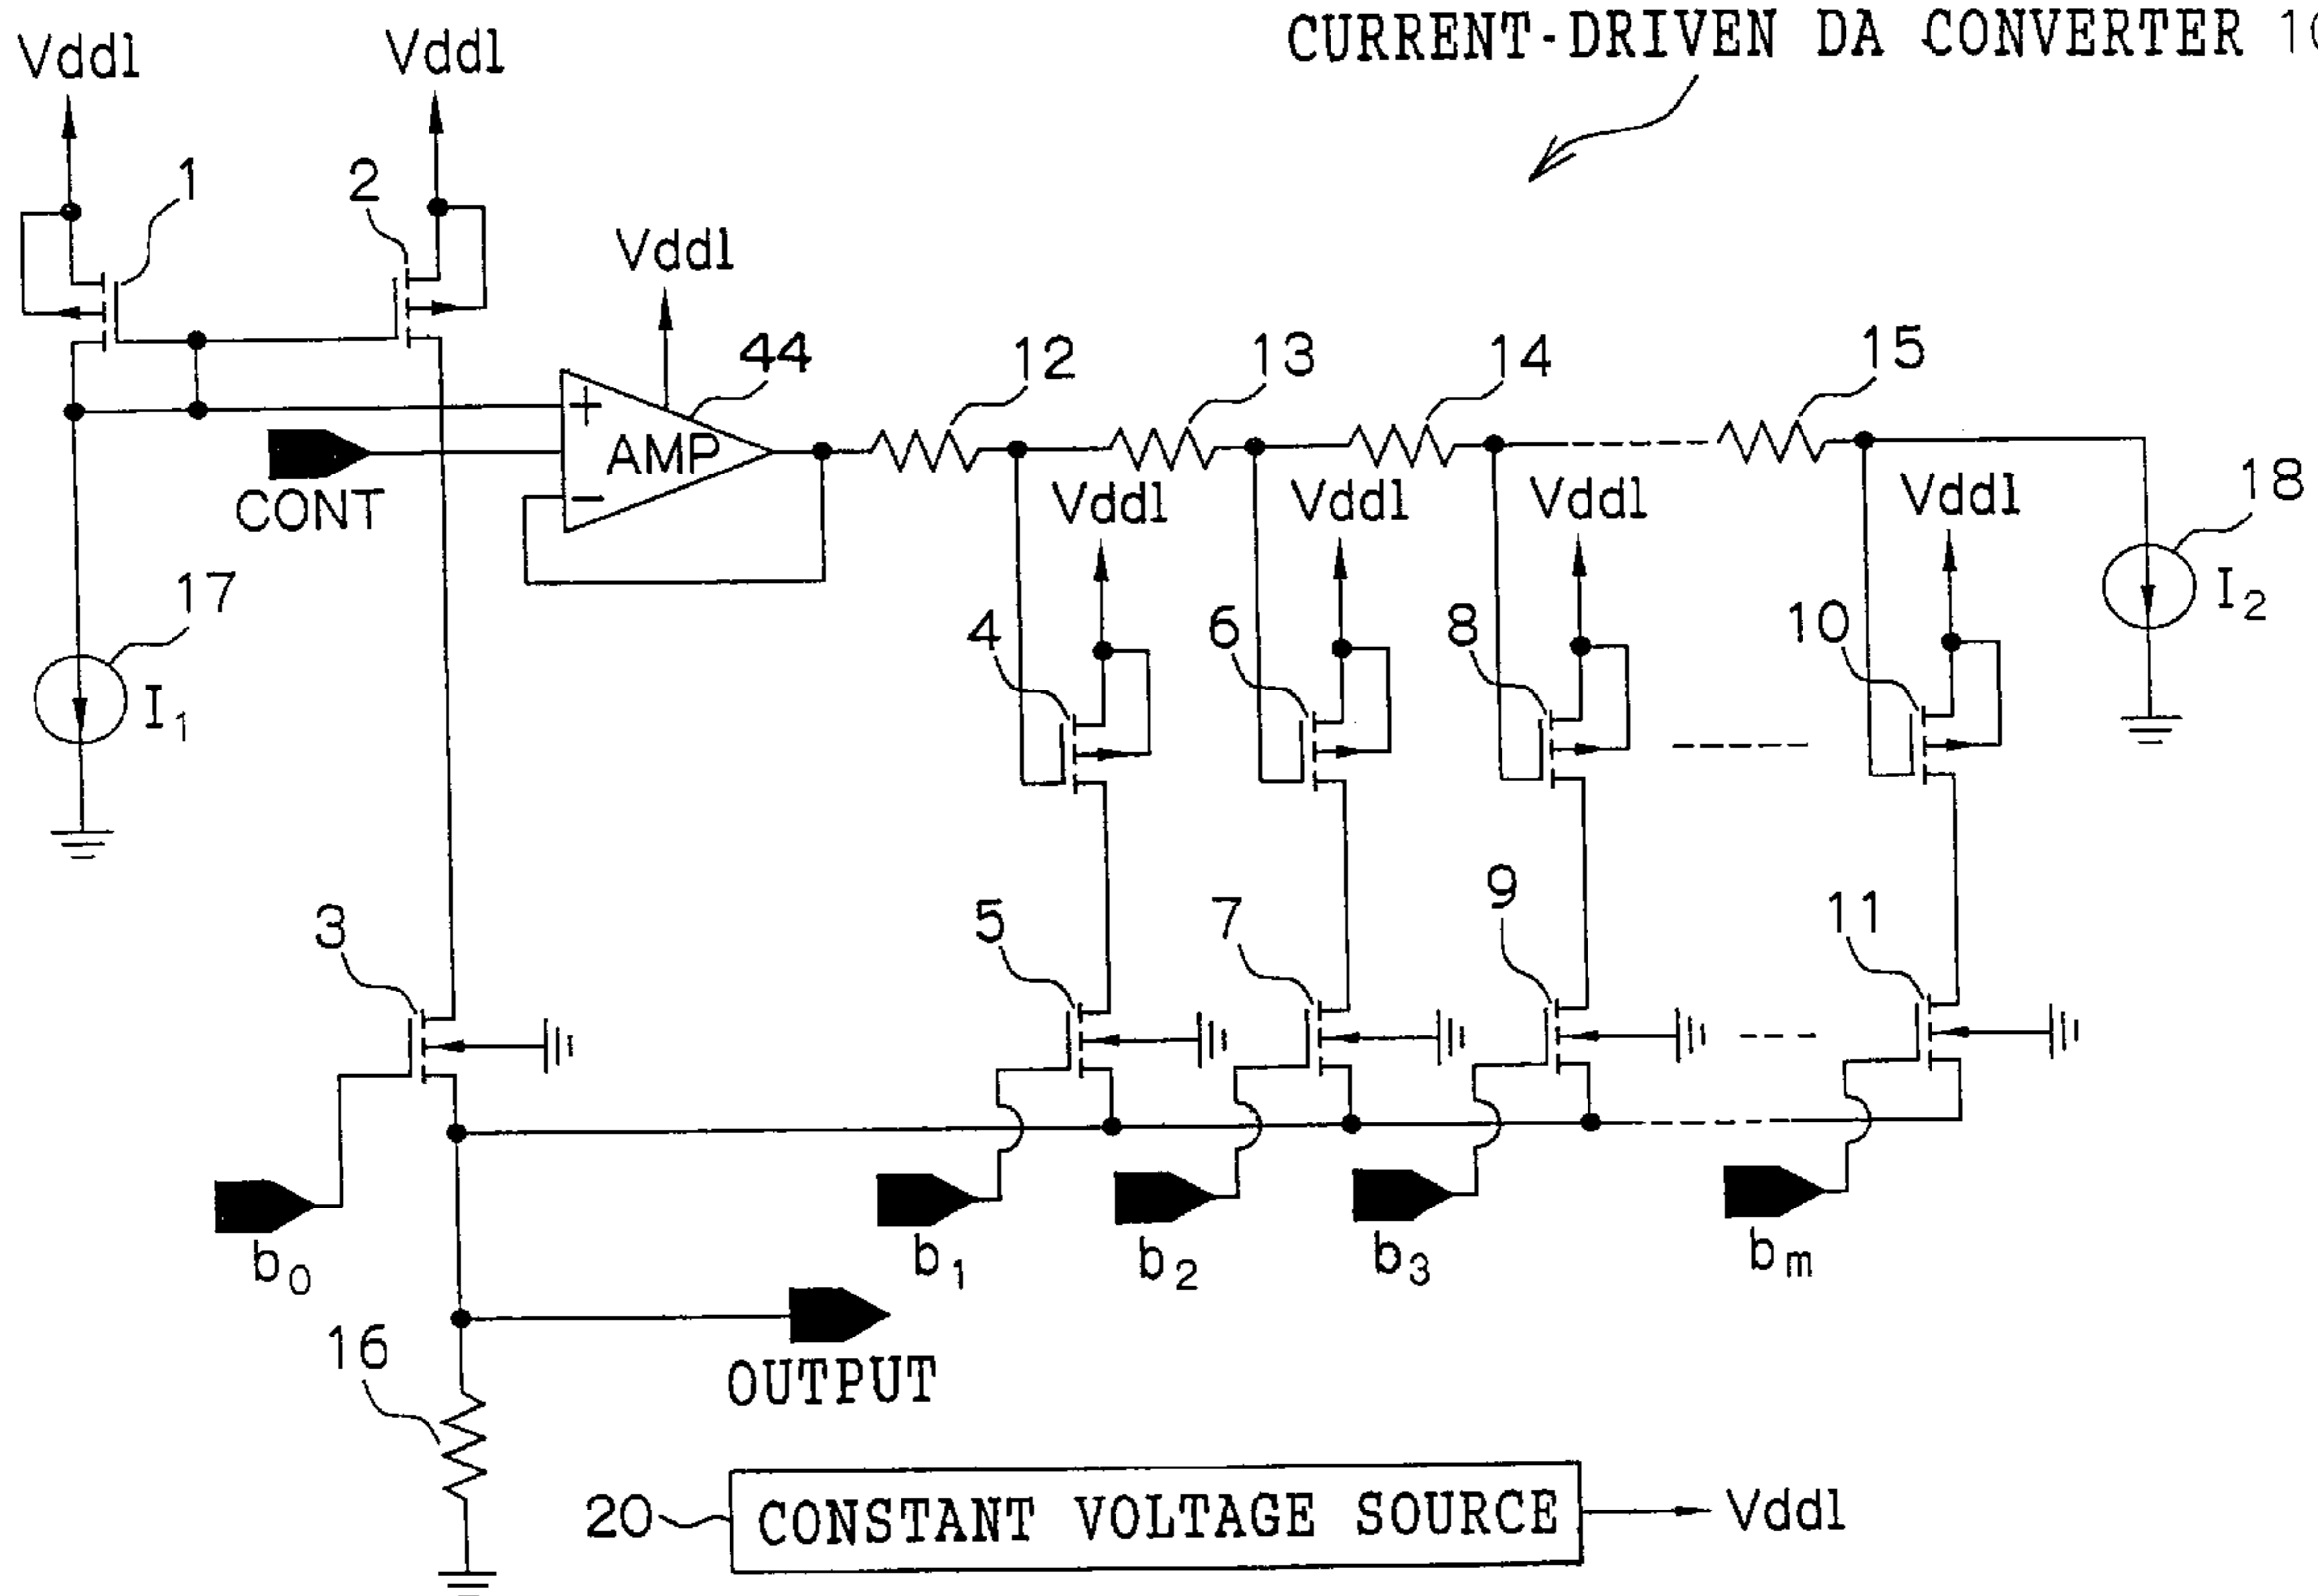 CURRENT-DRIVEN DA CONVERTER 10
Vddl Vddl
1 2
Vddl
44
12 13 14 15
+
AMP
−
CONT
Vddl Vddl Vddl Vddl
18
I2
17
I1
4 6 8 10
3 5 7 9 11
b0 b1 b2 b3 bm
OUTPUT
16
20 CONSTANT VOLTAGE SOURCE Vddl